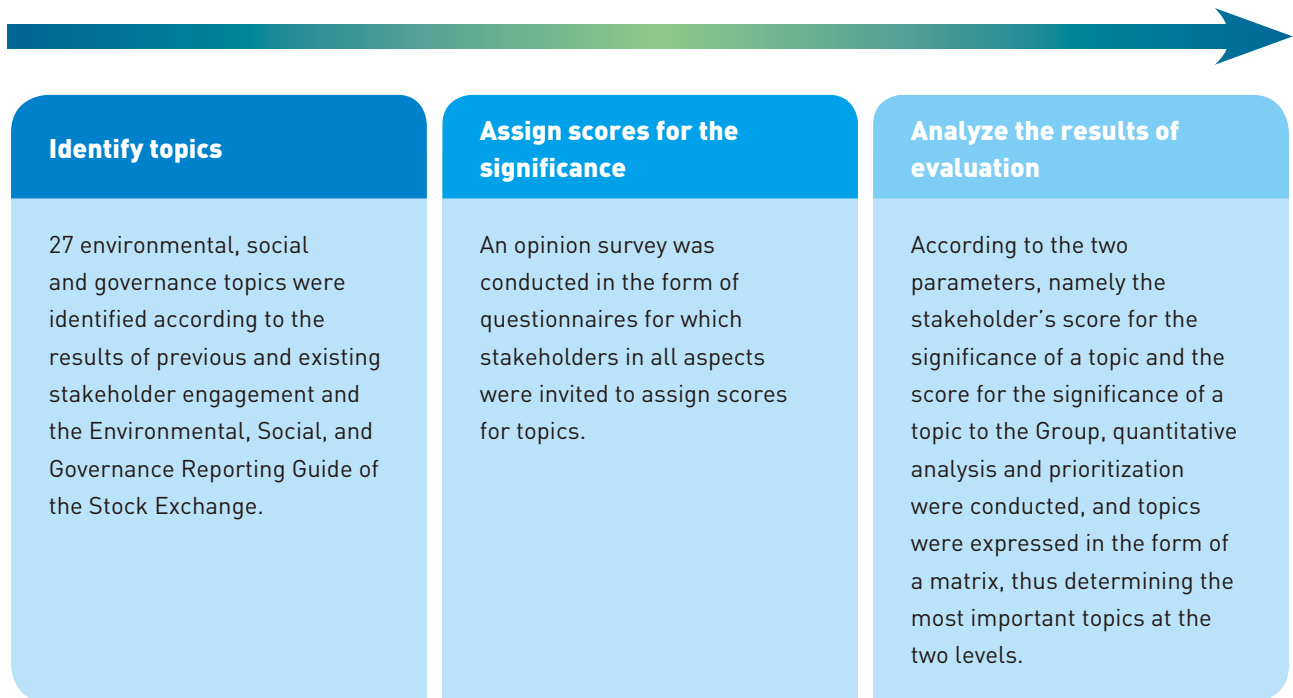 Identify topics
27 environmental, social
and governance topics were
identified according to the
results of previous and existing
stakeholder engagement and
the Environmental, Social, and
Governance Reporting Guide of
the Stock Exchange.
Assign scores for the
significance
An opinion survey was
conducted in the form of
questionnaires for which
stakeholders in all aspects
were invited to assign scores
for topics.
Analyze the results of
evaluation
According to the two
parameters, namely the
stakeholder’s score for the
significance of a topic and the
score for the significance of a
topic to the Group, quantitative
analysis and prioritization
were conducted, and topics
were expressed in the form of
a matrix, thus determining the
most important topics at the
two levels.